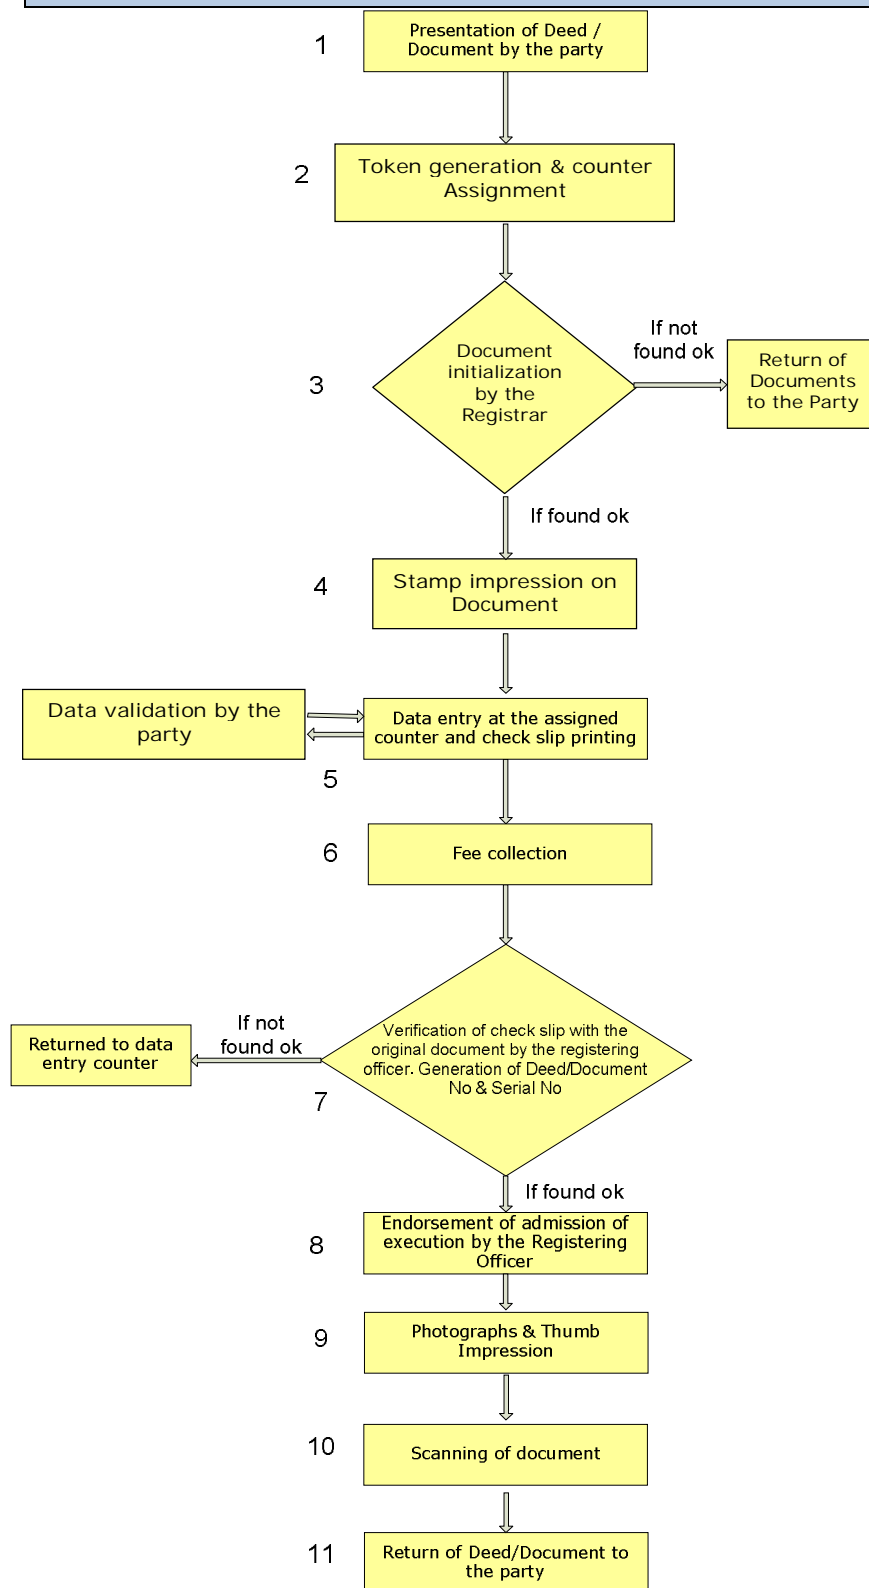 1
Presentation of Deed /
Document by the party
2
Token generation & counter
Assignment
3
Document
initialization
by the
Registrar
If not
found ok
Return of
Documents
to the Party
If found ok
4
Stamp impression on
Document
Data validation by the
party
Data entry at the assigned
counter and check slip printing
5
6
Fee collection
Returned to data
entry counter
If not
found ok
7
Verification of check slip with the
original document by the registering
officer. Generation of Deed/Document
No & Serial No
If found ok
8
Endorsement of admission of
execution by the Registering
Officer
9
Photographs & Thumb
Impression
10
Scanning of document
11
Return of Deed/Document to
the party